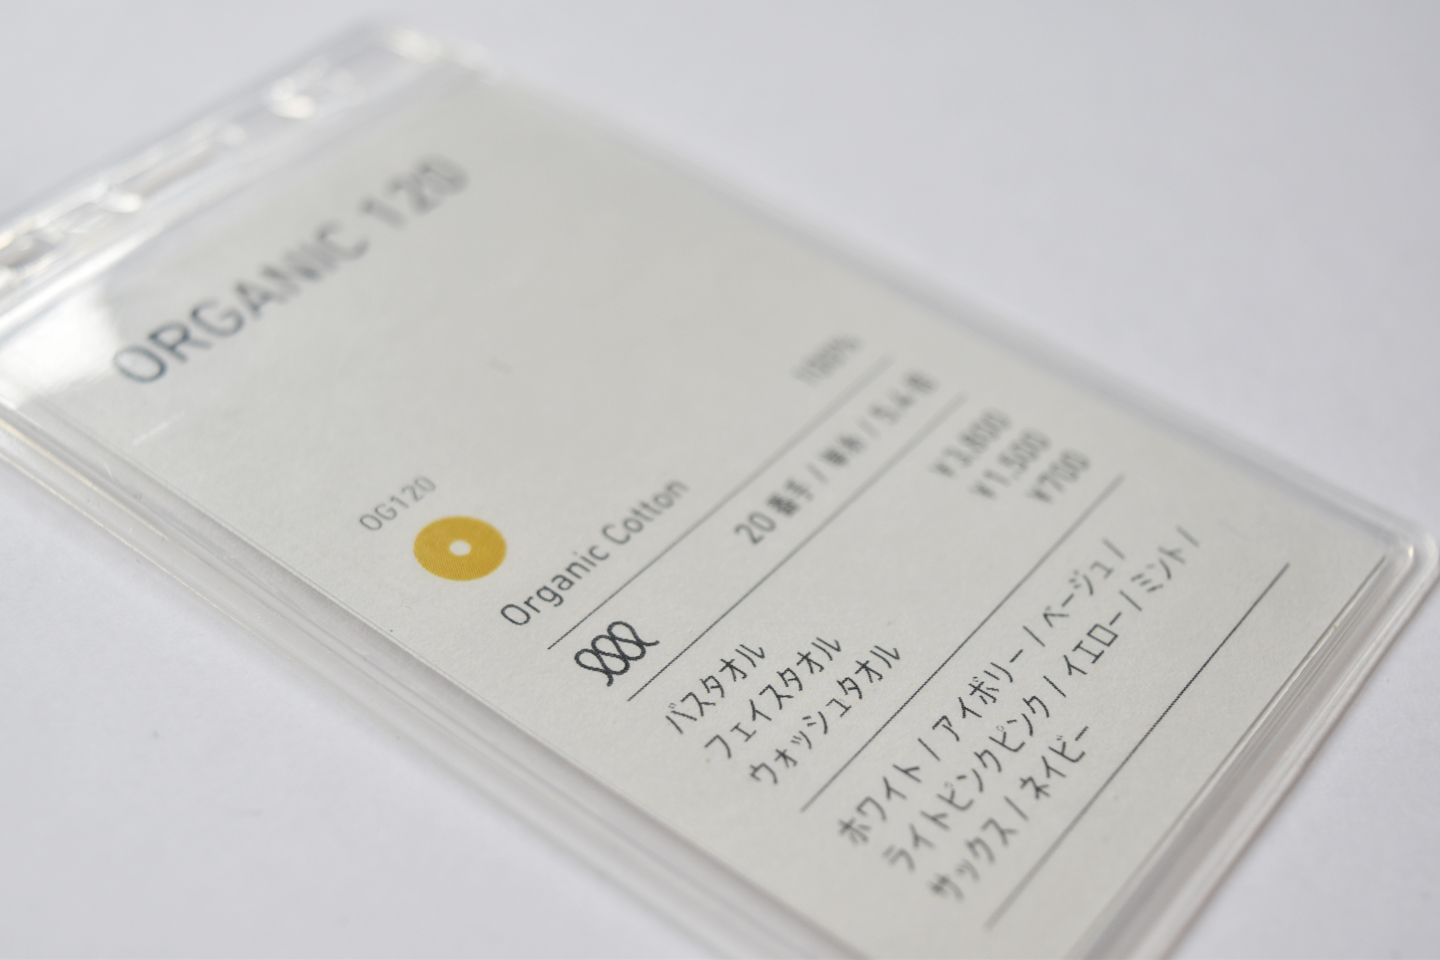 ORGANIC 120
OG120
Organic Cotton 100%
20 番手 / 単糸 /
バスタオル ¥3,800
フェイスタオル ¥1,500
ウォッシュタオル ¥700
ホワイト / アイボリー / ベージュ /
ライトピンクピンク / イエロー / ミント /
サックス / ネイビー